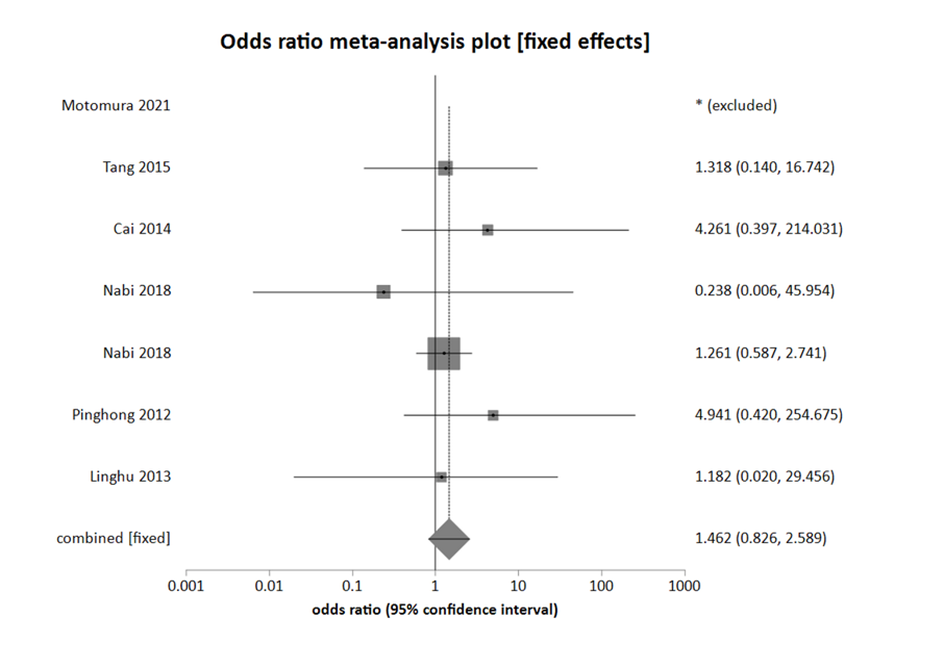 Odds ratio meta-analysis plot [fixed effects]
Motomura 2021 * (excluded)
Tang 2015 1.318 (0.140, 16.742)
Cai 2014 4.261 (0.397, 214.031)
Nabi 2018 0.238 (0.006, 45.954)
Nabi 2018 1.261 (0.587, 2.741)
Pinghong 2012 4.941 (0.420, 254.675)
Linghu 2013 1.182 (0.020, 29.456)
combined [fixed] 1.462 (0.826, 2.589)
0.001 0.01 0.1 1 10 100 1000
odds ratio (95% confidence interval)